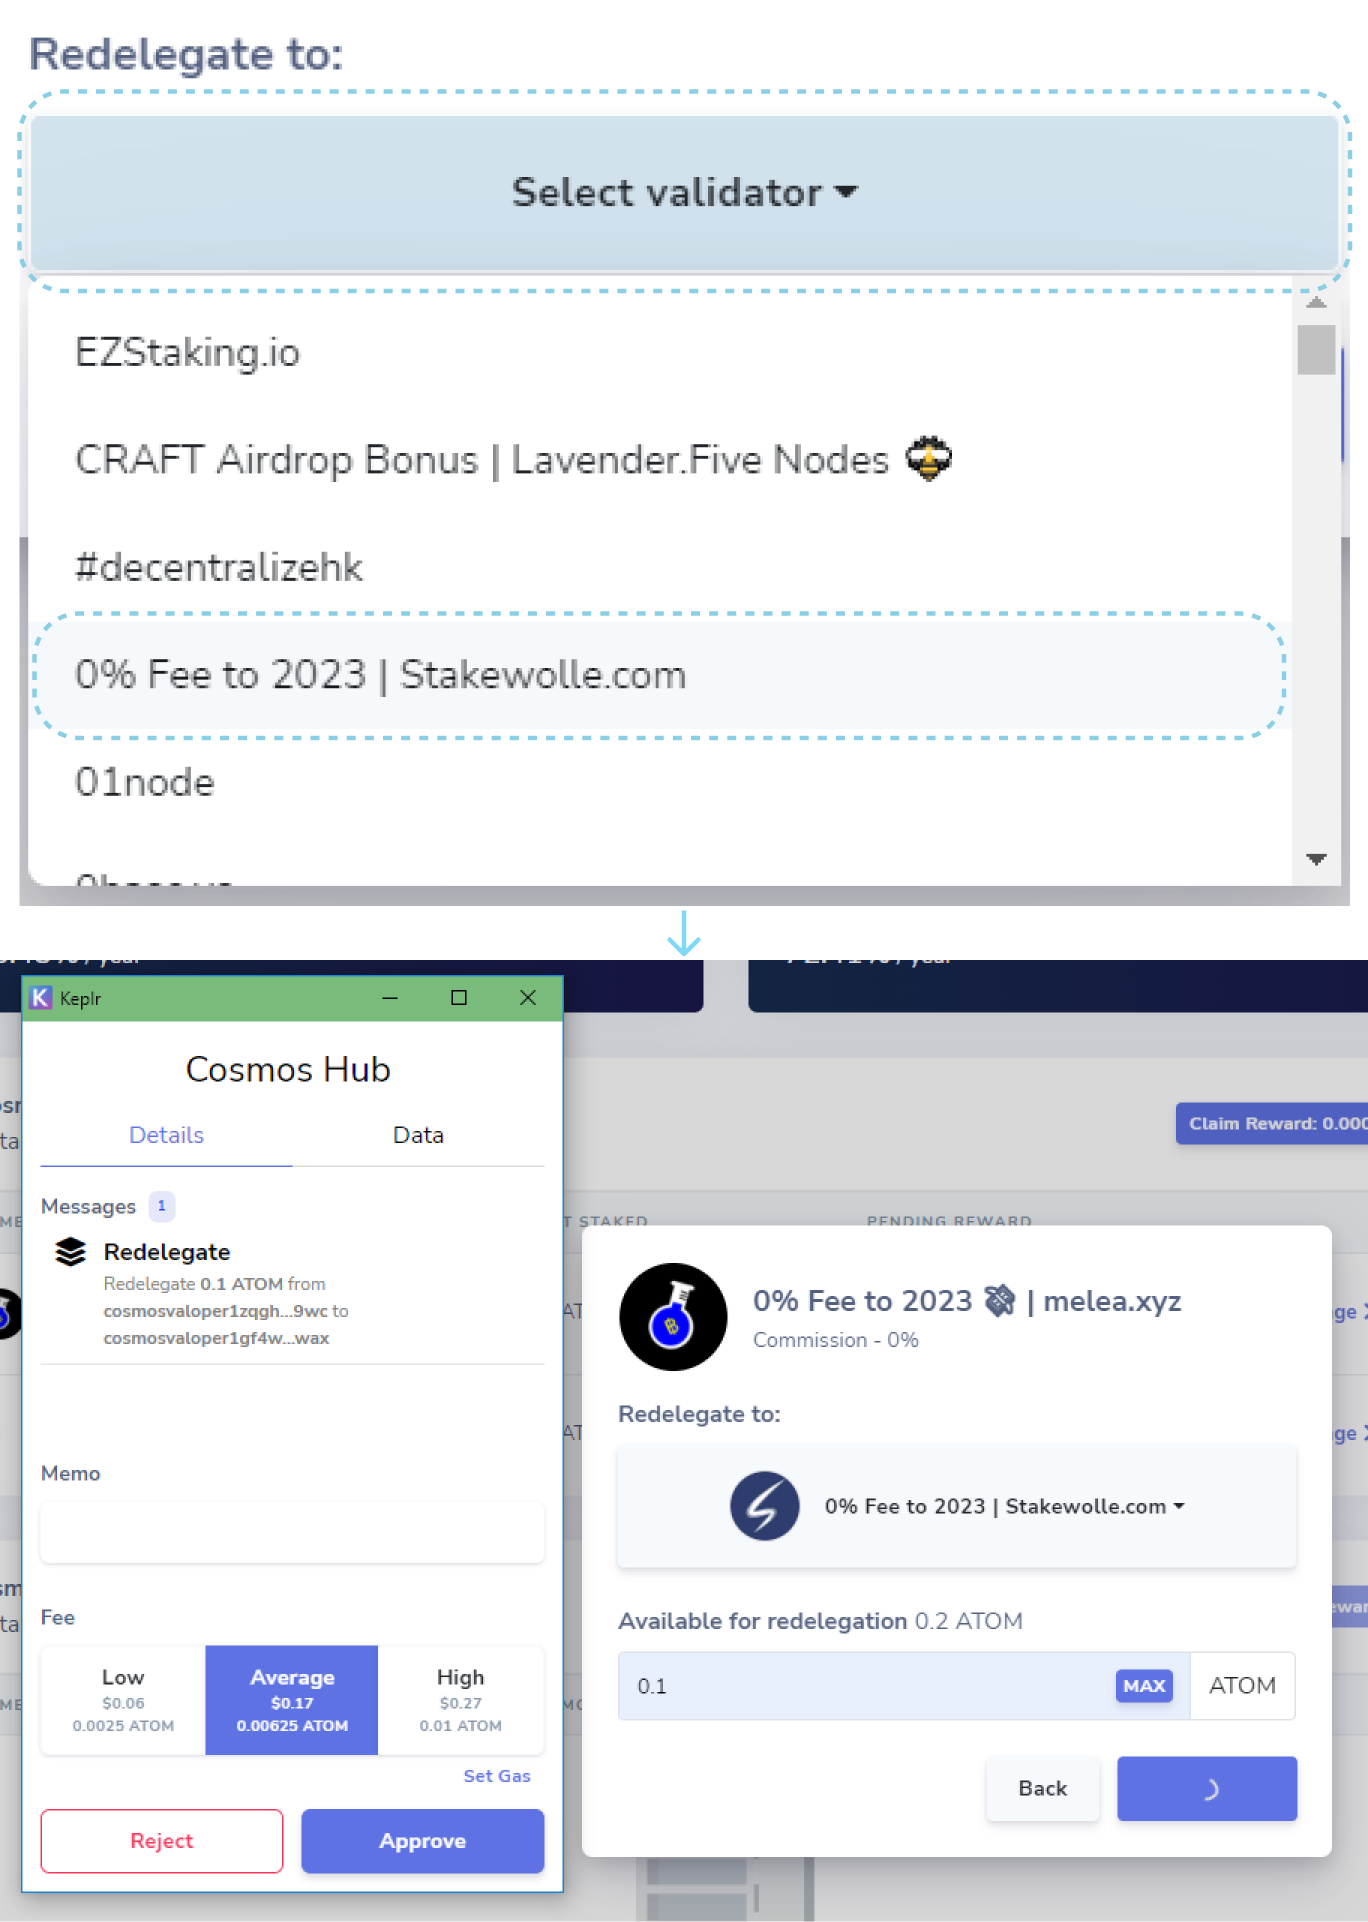 Redelegate to:
Select validator
EZStaking.io
CRAFT Airdrop Bonus | Lavender.Five Nodes
#decentralizehk
0% Fee to 2023 | Stakewolle.com
01node
Keplr
Cosmos Hub
Details Data
Messages 1
Redelegate
Redelegate 0.1 ATOM from
cosmosvaloper1zqgh...9wc to
cosmosvaloper1gf4w...wax
Memo
Fee
Low Average High
$0.06 $0.17 $0.27
0.0025 ATOM 0.00625 ATOM 0.01 ATOM
Set Gas
Reject Approve
Claim Reward: 0.000
T STAKED PENDING REWARD
0% Fee to 2023 | melea.xyz
Commission - 0%
Redelegate to:
0% Fee to 2023 | Stakewolle.com
Available for redelegation 0.2 ATOM
0.1 MAX ATOM
Back